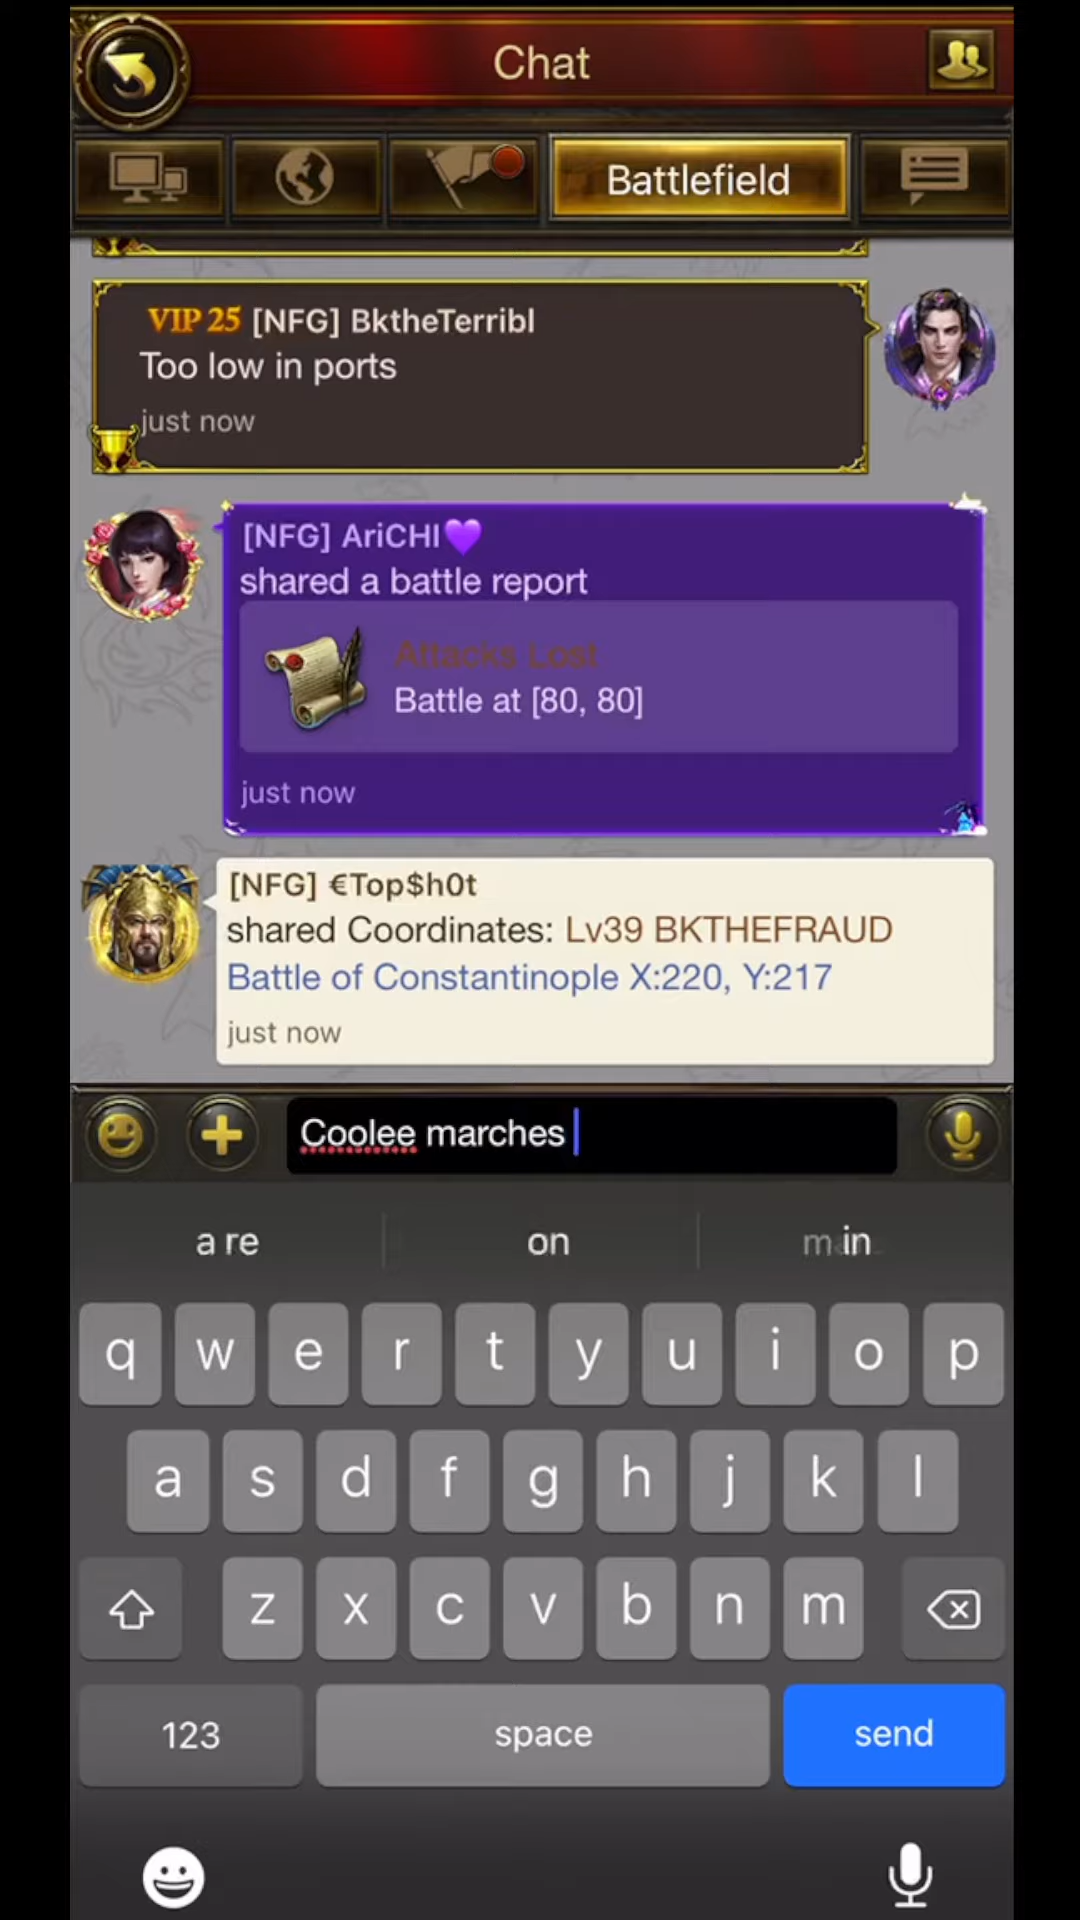 Chat
Battlefield
VIP 25 [NFG] BktheTerribl
Too low in ports
just now
[NFG] AriCHI💜
shared a battle report
Attacks Lost
Battle at [80, 80]
just now
[NFG] €Top$h0t
shared Coordinates: Lv39 BKTHEFRAUD
Battle of Constantinople X:220, Y:217
just now
Coolee marches
are on in
q w e r t y u i o p
a s d f g h j k l
z x c v b n m
123 space send